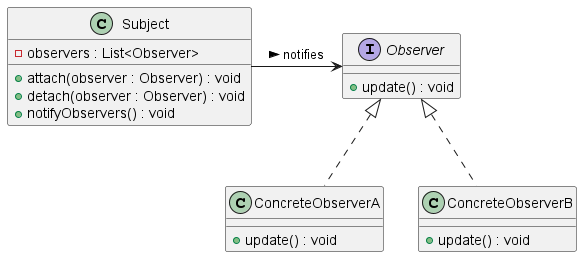 C Subject
observers : List<Observer>
attach(observer : Observer) : void
detach(observer : Observer) : void
notifyObservers() : void
notifies
I Observer
update() : void
C ConcreteObserverA
update() : void
C ConcreteObserverB
update() : void